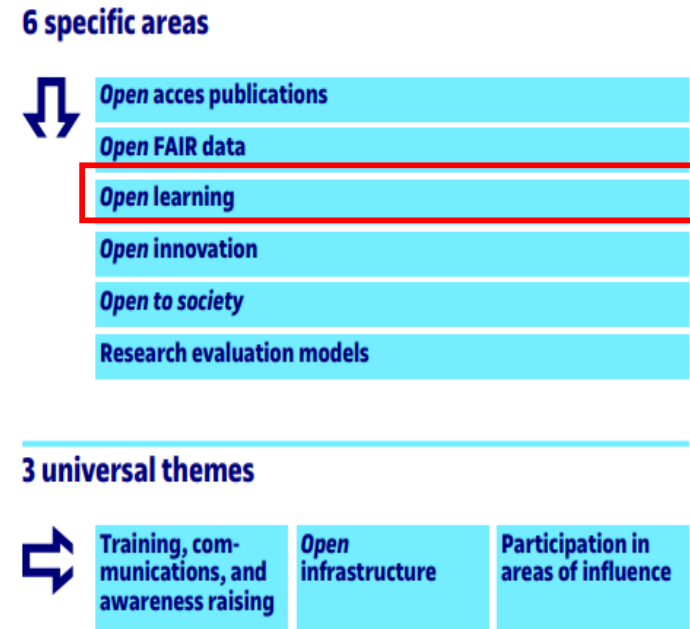 6 specific areas
Open acces publications
Open FAIR data
Open learning
Open innovation
Open to society
Research evaluation models
3 universal themes
Training, com-
munications, and
awareness raising
Open
infrastructure
Participation in
areas of influence